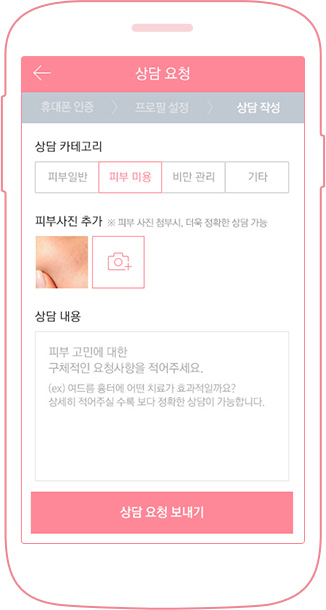 상담 요청
휴대폰 인증 > 프로필 설정 > 상담 작성
상담 카테고리
피부일반 피부 미용 비만 관리 기타
피부사진 추가 ※ 피부 사진 첨부시, 더욱 정확한 상담 가능
상담 내용
피부 고민에 대한
구체적인 요청사항을 적어주세요.
(ex) 여드름 흉터에 어떤 치료가 효과적일까요?
상세히 적어주실 수록 보다 정확한 상담이 가능합니다.
상담 요청 보내기